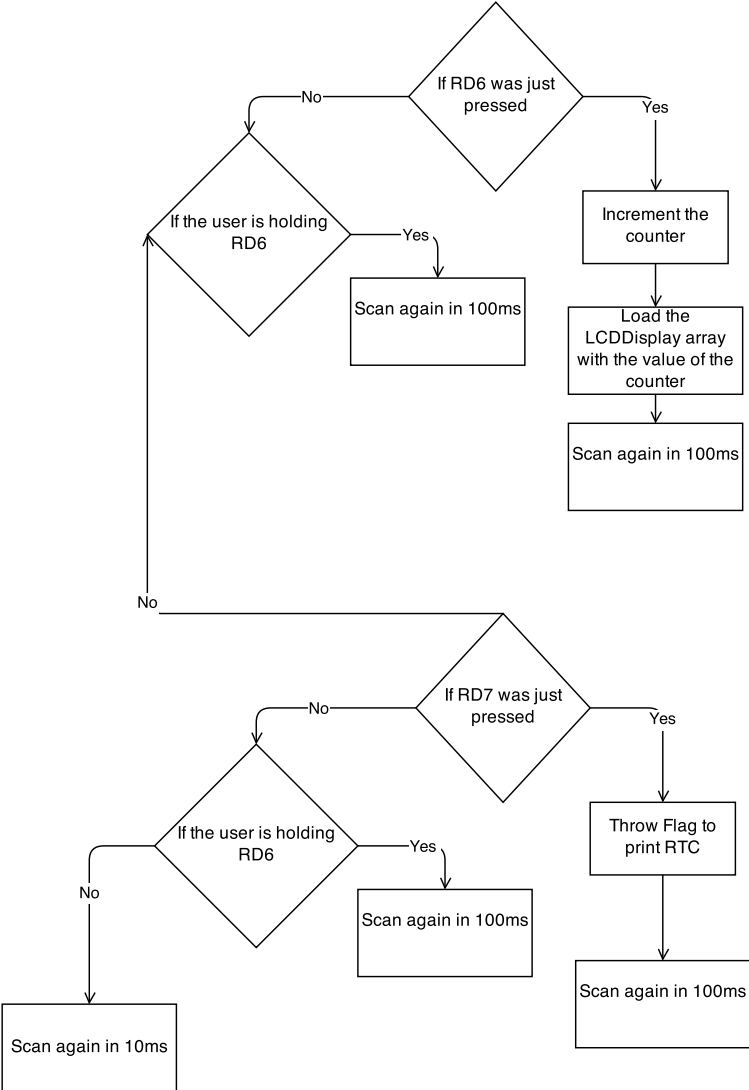 If RD6 was just
pressed
No
Yes
If the user is holding
RD6
Yes
Increment the
counter
Scan again in 100ms
Load the
LCDDisplay array
with the value of the
counter
Scan again in 100ms
No
If RD7 was just
pressed
No
Yes
If the user is holding
RD6
Yes
Throw Flag to
print RTC
No
Scan again in 100ms
Scan again in 100ms
Scan again in 10ms